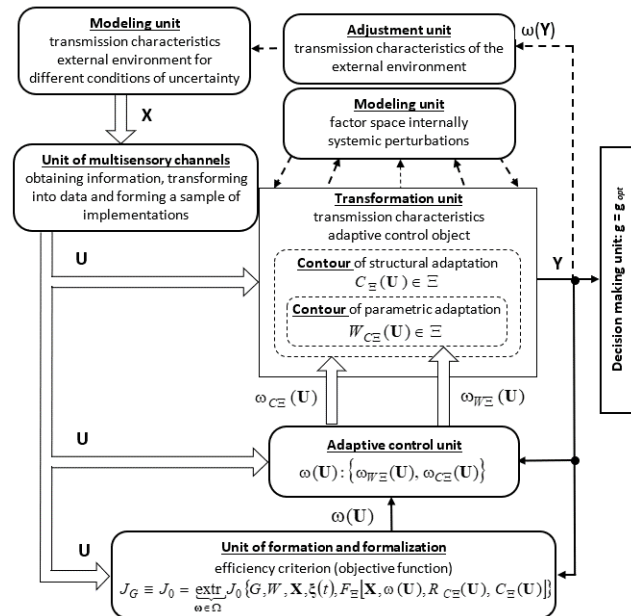 Modeling unit
transmission characteristics
external environment for
different conditions of uncertainty
Adjustment unit
transmission characteristics of the
external environment
ω(Y)
Modeling unit
factor space internally
systemic perturbations
X
Unit of multisensory channels
obtaining information, transforming
into data and forming a sample of
implementations
Transformation unit
transmission characteristics
adaptive control object
Contour of structural adaptation
C_Ξ(U) ∈ Ξ
Contour of parametric adaptation
W_CΞ(U) ∈ Ξ
U
Y
Decision making unit: g = g_opt
ω_CΞ(U)
ω_WΞ(U)
U
Adaptive control unit
ω(U):{ω_WΞ(U), ω_CΞ(U)}
ω(U)
U
Unit of formation and formalization
efficiency criterion (objective function)
J_G ≡ J_0 = extr J_0{G,W,X,ξ(t),F_Ξ[X,ω(U),R_CΞ(U),C_Ξ(U)]}
ω∈Ω